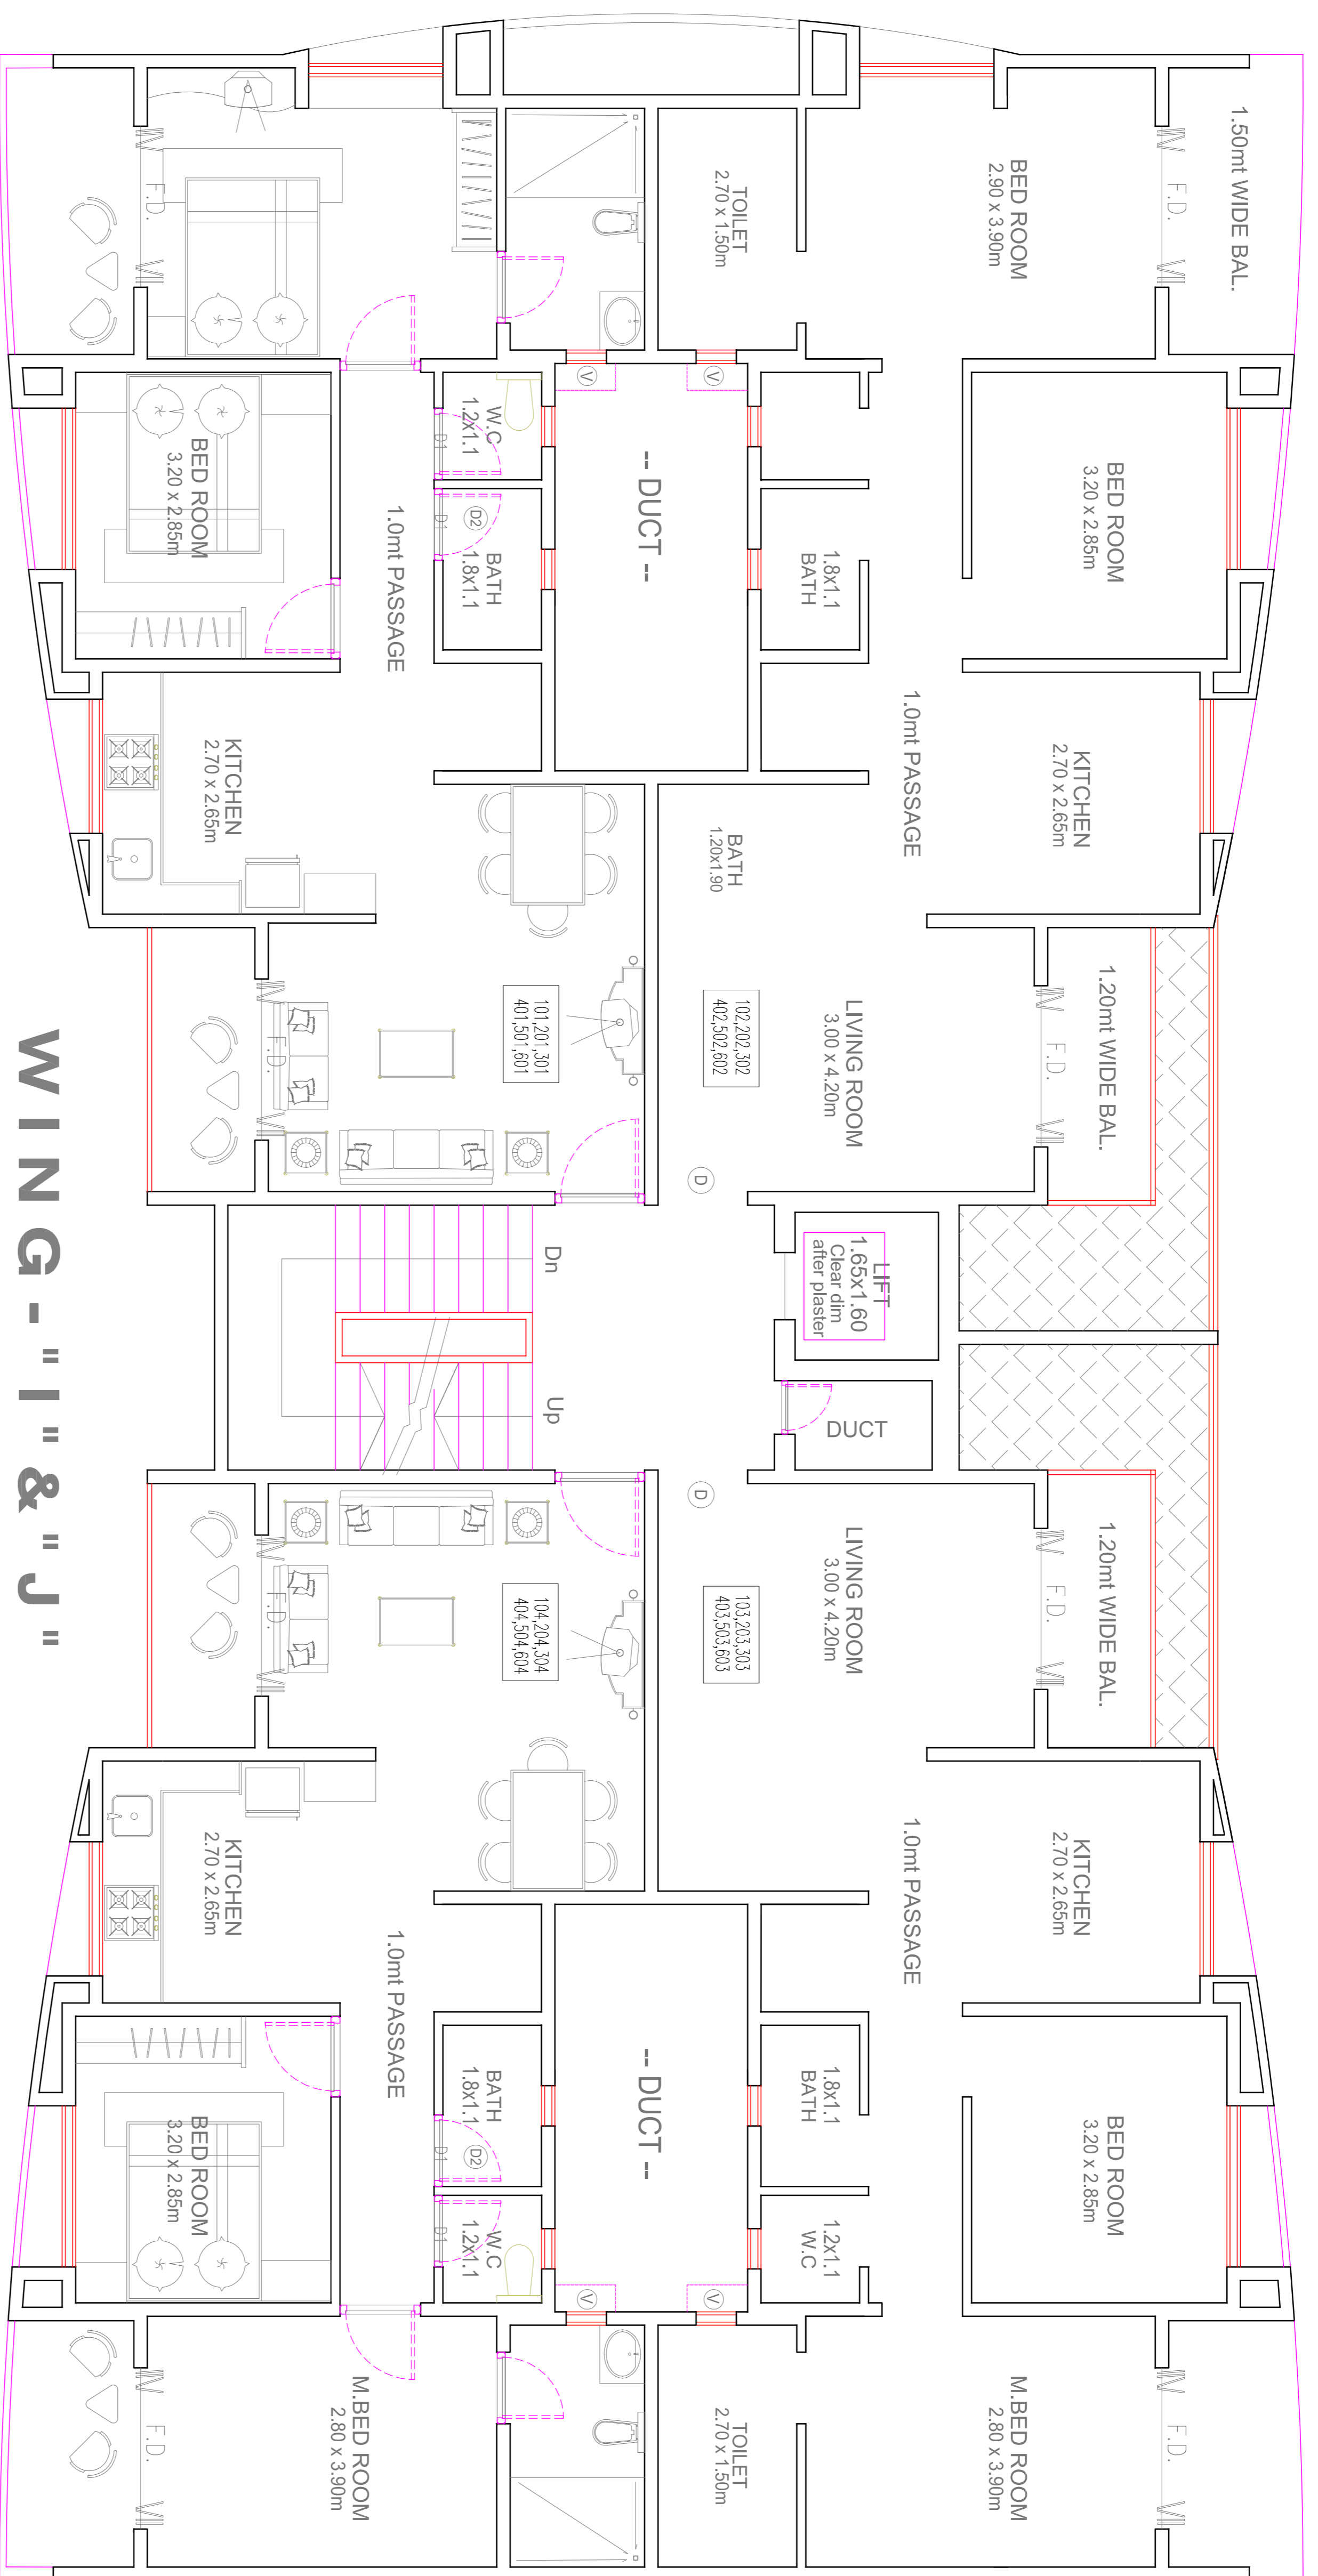 1.50mt WIDE BAL.
F.D.
BED ROOM
2.90 x 3.90m
TOILET
2.70 x 1.50m
F.D.
BED ROOM
3.20 x 2.85m
V
V
W.C
1.2x1.1
D1
BED ROOM
3.20 x 2.85m
-- DUCT --
1.8x1.1
BATH
D2
D1
BATH
1.8x1.1
1.0mt PASSAGE
KITCHEN
2.70 x 2.65m
1.0mt PASSAGE
KITCHEN
2.70 x 2.65m
BATH
1.20x1.90
1.20mt WIDE BAL.
F.D.
LIVING ROOM
3.00 x 4.20m
102,202,302
402,502,602
101,201,301
401,501,601
F.D.
D
LIFT
1.65x1.60
Clear dim
after plaster
Dn
Up
DUCT
D
1.20mt WIDE BAL.
F.D.
LIVING ROOM
3.00 x 4.20m
103,203,303
403,503,603
104,204,304
404,504,604
F.D.
KITCHEN
2.70 x 2.65m
1.0mt PASSAGE
KITCHEN
2.70 x 2.65m
1.0mt PASSAGE
BED ROOM
3.20 x 2.85m
1.8x1.1
BATH
-- DUCT --
BATH
1.8x1.1
D2
D1
BED ROOM
3.20 x 2.85m
1.2x1.1
W.C
W.C
1.2x1.1
D1
V
V
F.D.
M.BED ROOM
2.80 x 3.90m
TOILET
2.70 x 1.50m
M.BED ROOM
2.80 x 3.90m
F.D.
WING-"I"&"J"